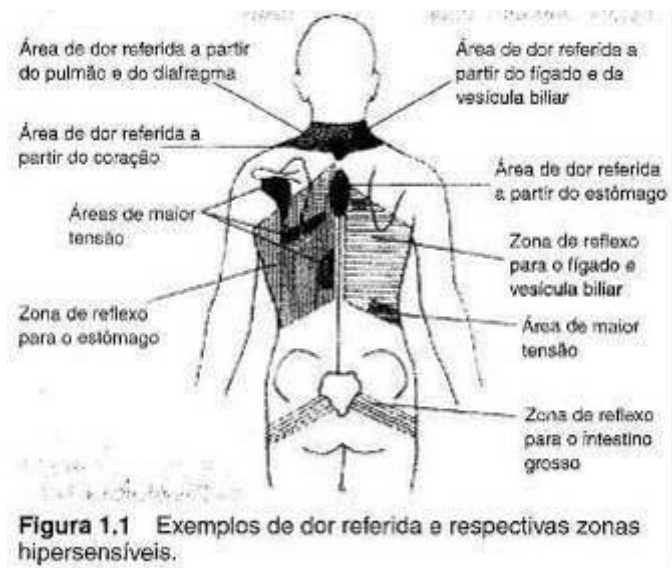 Área de dor referida a partir
do pulmão e do diafragma
Área de dor referida a
partir do fígado e da
vesícula biliar
Área de dor referida a
partir do coração
Área de dor referida
a partir do estômago
Áreas de maior
tensão
Zona de reflexo
para o fígado e
vesícula biliar
Zona de reflexo
para o estômago
Área de maior
tensão
Zona de reflexo
para o intestino
grosso
Figura 1.1 Exemplos de dor referida e respectivas zonas
hipersensíveis.